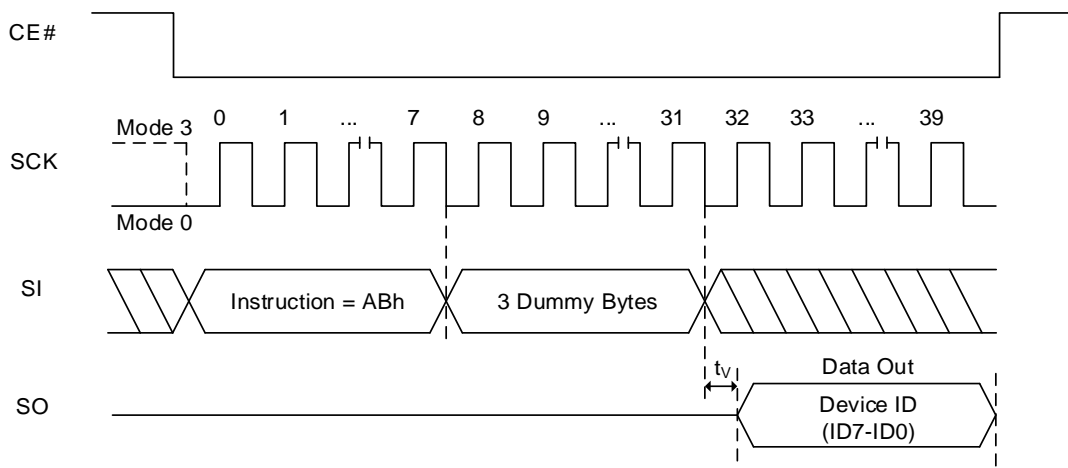 CE#
0 1 ... 7 8 9 ... 31 32 33 ... 39
Mode 3
SCK
Mode 0
SI
Instruction = ABh
3 Dummy Bytes
tV
Data Out
SO
Device ID
(ID7-ID0)